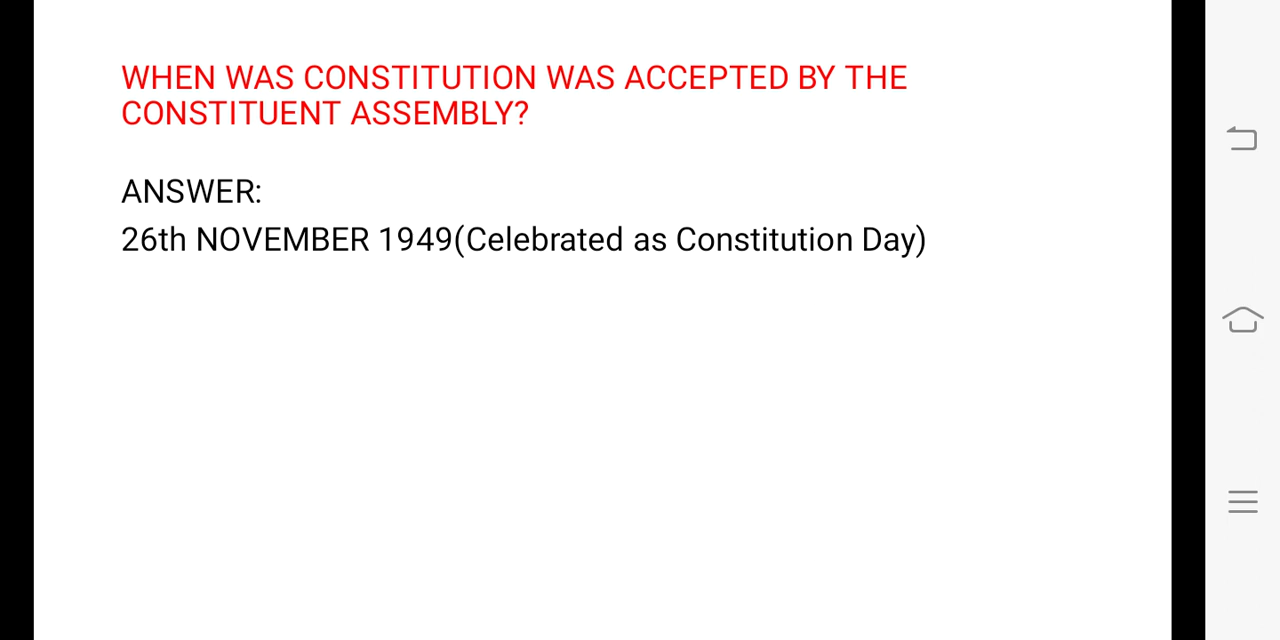 WHEN WAS CONSTITUTION WAS ACCEPTED BY THE
CONSTITUENT ASSEMBLY?
ANSWER:
26th NOVEMBER 1949(Celebrated as Constitution Day)